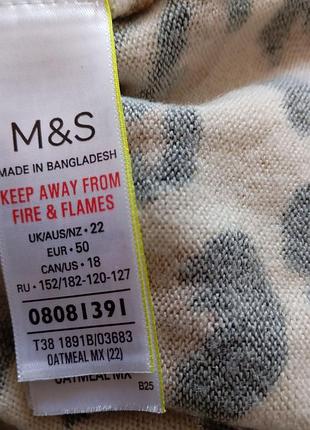 M&S
MADE IN BANGLADESH
KEEP AWAY FROM
FIRE & FLAMES
UK/AUS/NZ • 22
EUR • 50
CAN/US • 18
RU • 152/182-120-127
08081391
T38 1891B/03683
OATMEAL MX (22)
OATMEAL MX
B25